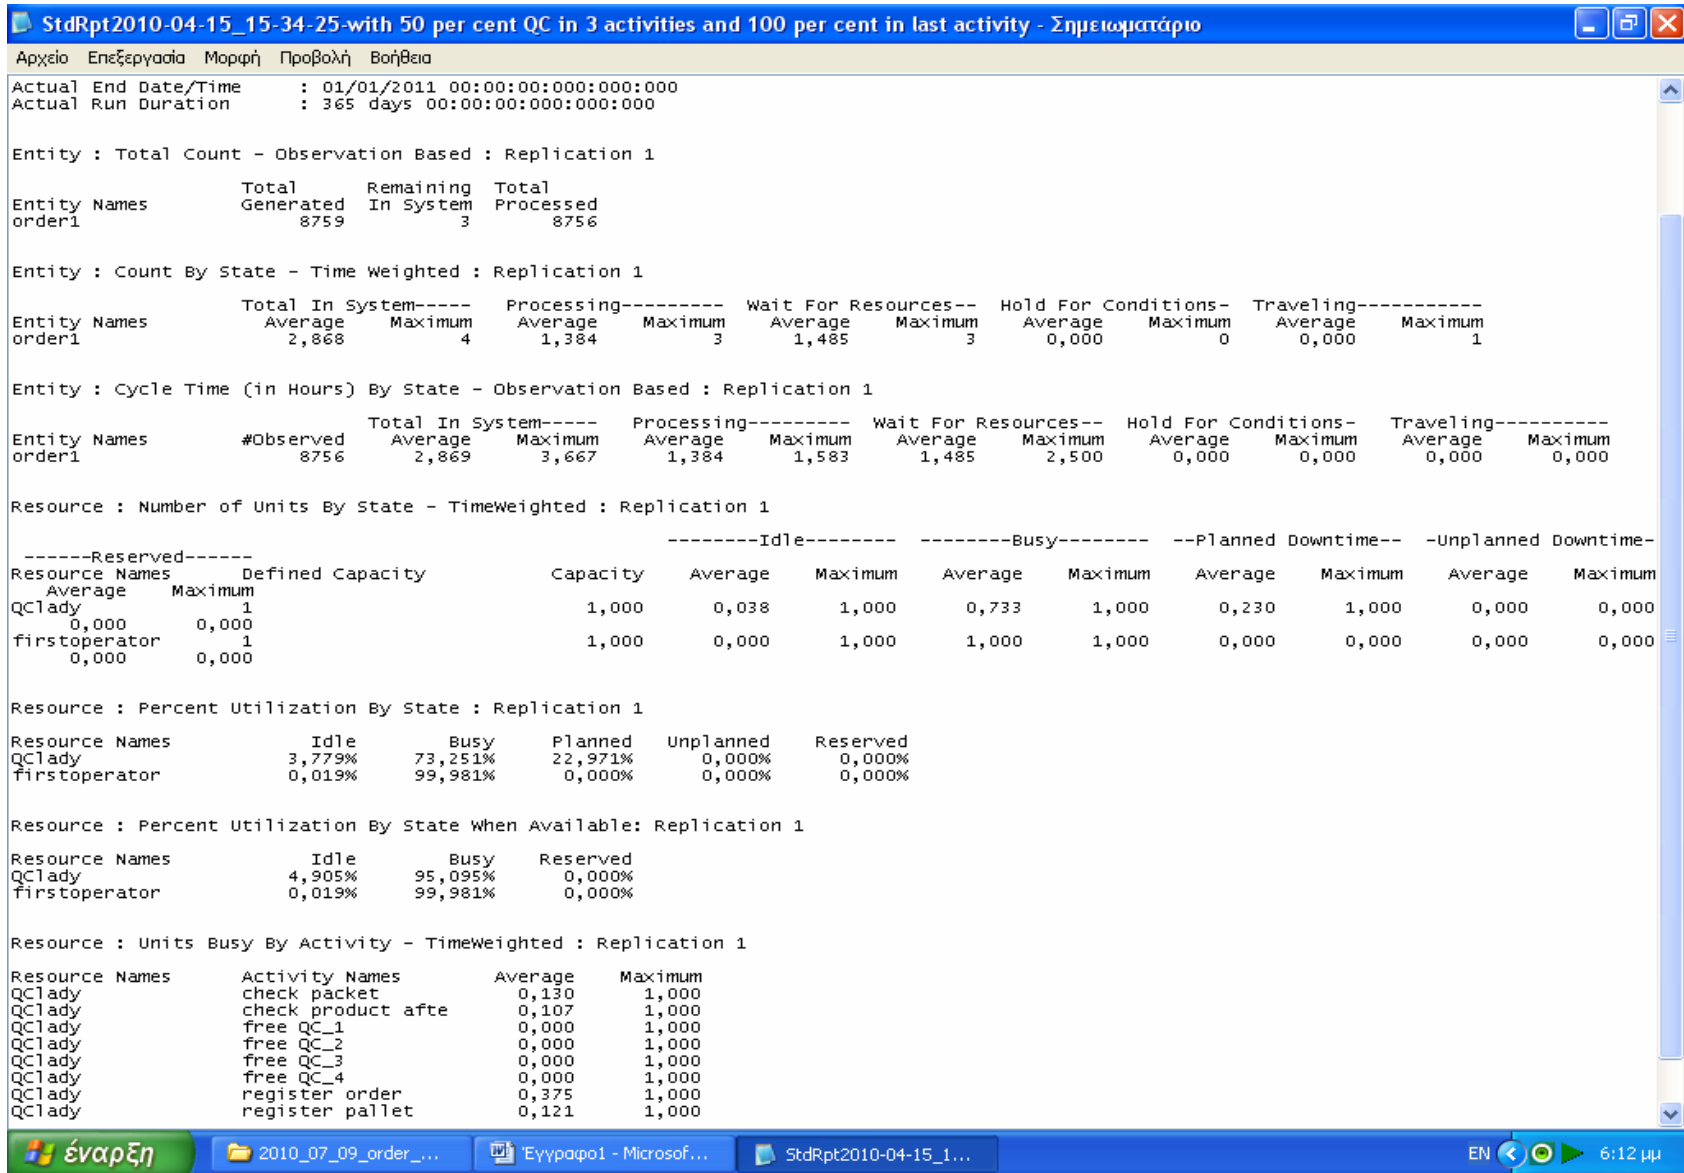 StdRpt2010-04-15_15-34-25-with 50 per cent QC in 3 activities and 100 per cent in last activity - Σημειωματάριο
Αρχείο Επεξεργασία Μορφή Προβολή Βοήθεια
Actual End Date/Time : 01/01/2011 00:00:00:000:000:000
Actual Run Duration : 365 days 00:00:00:000:000:000
Entity : Total Count - Observation Based : Replication 1
Total Remaining Total
Entity Names Generated In System Processed
order1 8759 3 8756
Entity : Count By State - Time Weighted : Replication 1
Total In System----- Processing--------- Wait For Resources-- Hold For Conditions- Traveling-----------
Entity Names Average Maximum Average Maximum Average Maximum Average Maximum Average Maximum
order1 2,868 4 1,384 3 1,485 3 0,000 0 0,000 1
Entity : Cycle Time (in Hours) By State - Observation Based : Replication 1
Total In System----- Processing--------- Wait For Resources-- Hold For Conditions- Traveling----------
Entity Names #Observed Average Maximum Average Maximum Average Maximum Average Maximum Average Maximum
order1 8756 2,869 3,667 1,384 1,583 1,485 2,500 0,000 0,000 0,000 0,000
Resource : Number of Units By State - TimeWeighted : Replication 1
--------Idle-------- --------Busy-------- --Planned Downtime-- -Unplanned Downtime-
------Reserved------
Resource Names Defined Capacity Capacity Average Maximum Average Maximum Average Maximum Average Maximum
Average Maximum
QClady 1 1,000 0,038 1,000 0,733 1,000 0,230 1,000 0,000 0,000
0,000 0,000
firstoperator 1 1,000 0,000 1,000 1,000 1,000 0,000 0,000 0,000 0,000
0,000 0,000
Resource : Percent Utilization By State : Replication 1
Resource Names Idle Busy Planned Unplanned Reserved
QClady 3,779% 73,251% 22,971% 0,000% 0,000%
firstoperator 0,019% 99,981% 0,000% 0,000% 0,000%
Resource : Percent Utilization By State When Available: Replication 1
Resource Names Idle Busy Reserved
QClady 4,905% 95,095% 0,000%
firstoperator 0,019% 99,981% 0,000%
Resource : Units Busy By Activity - TimeWeighted : Replication 1
Resource Names Activity Names Average Maximum
QClady check packet 0,130 1,000
QClady check product afte 0,107 1,000
QClady free QC_1 0,000 1,000
QClady free QC_2 0,000 1,000
QClady free QC_3 0,000 1,000
QClady free QC_4 0,000 1,000
QClady register order 0,375 1,000
QClady register pallet 0,121 1,000
έναρξη 2010_07_09_order_... Έγγραφο1 - Microsof... StdRpt2010-04-15_1... EN 6:12 μμ